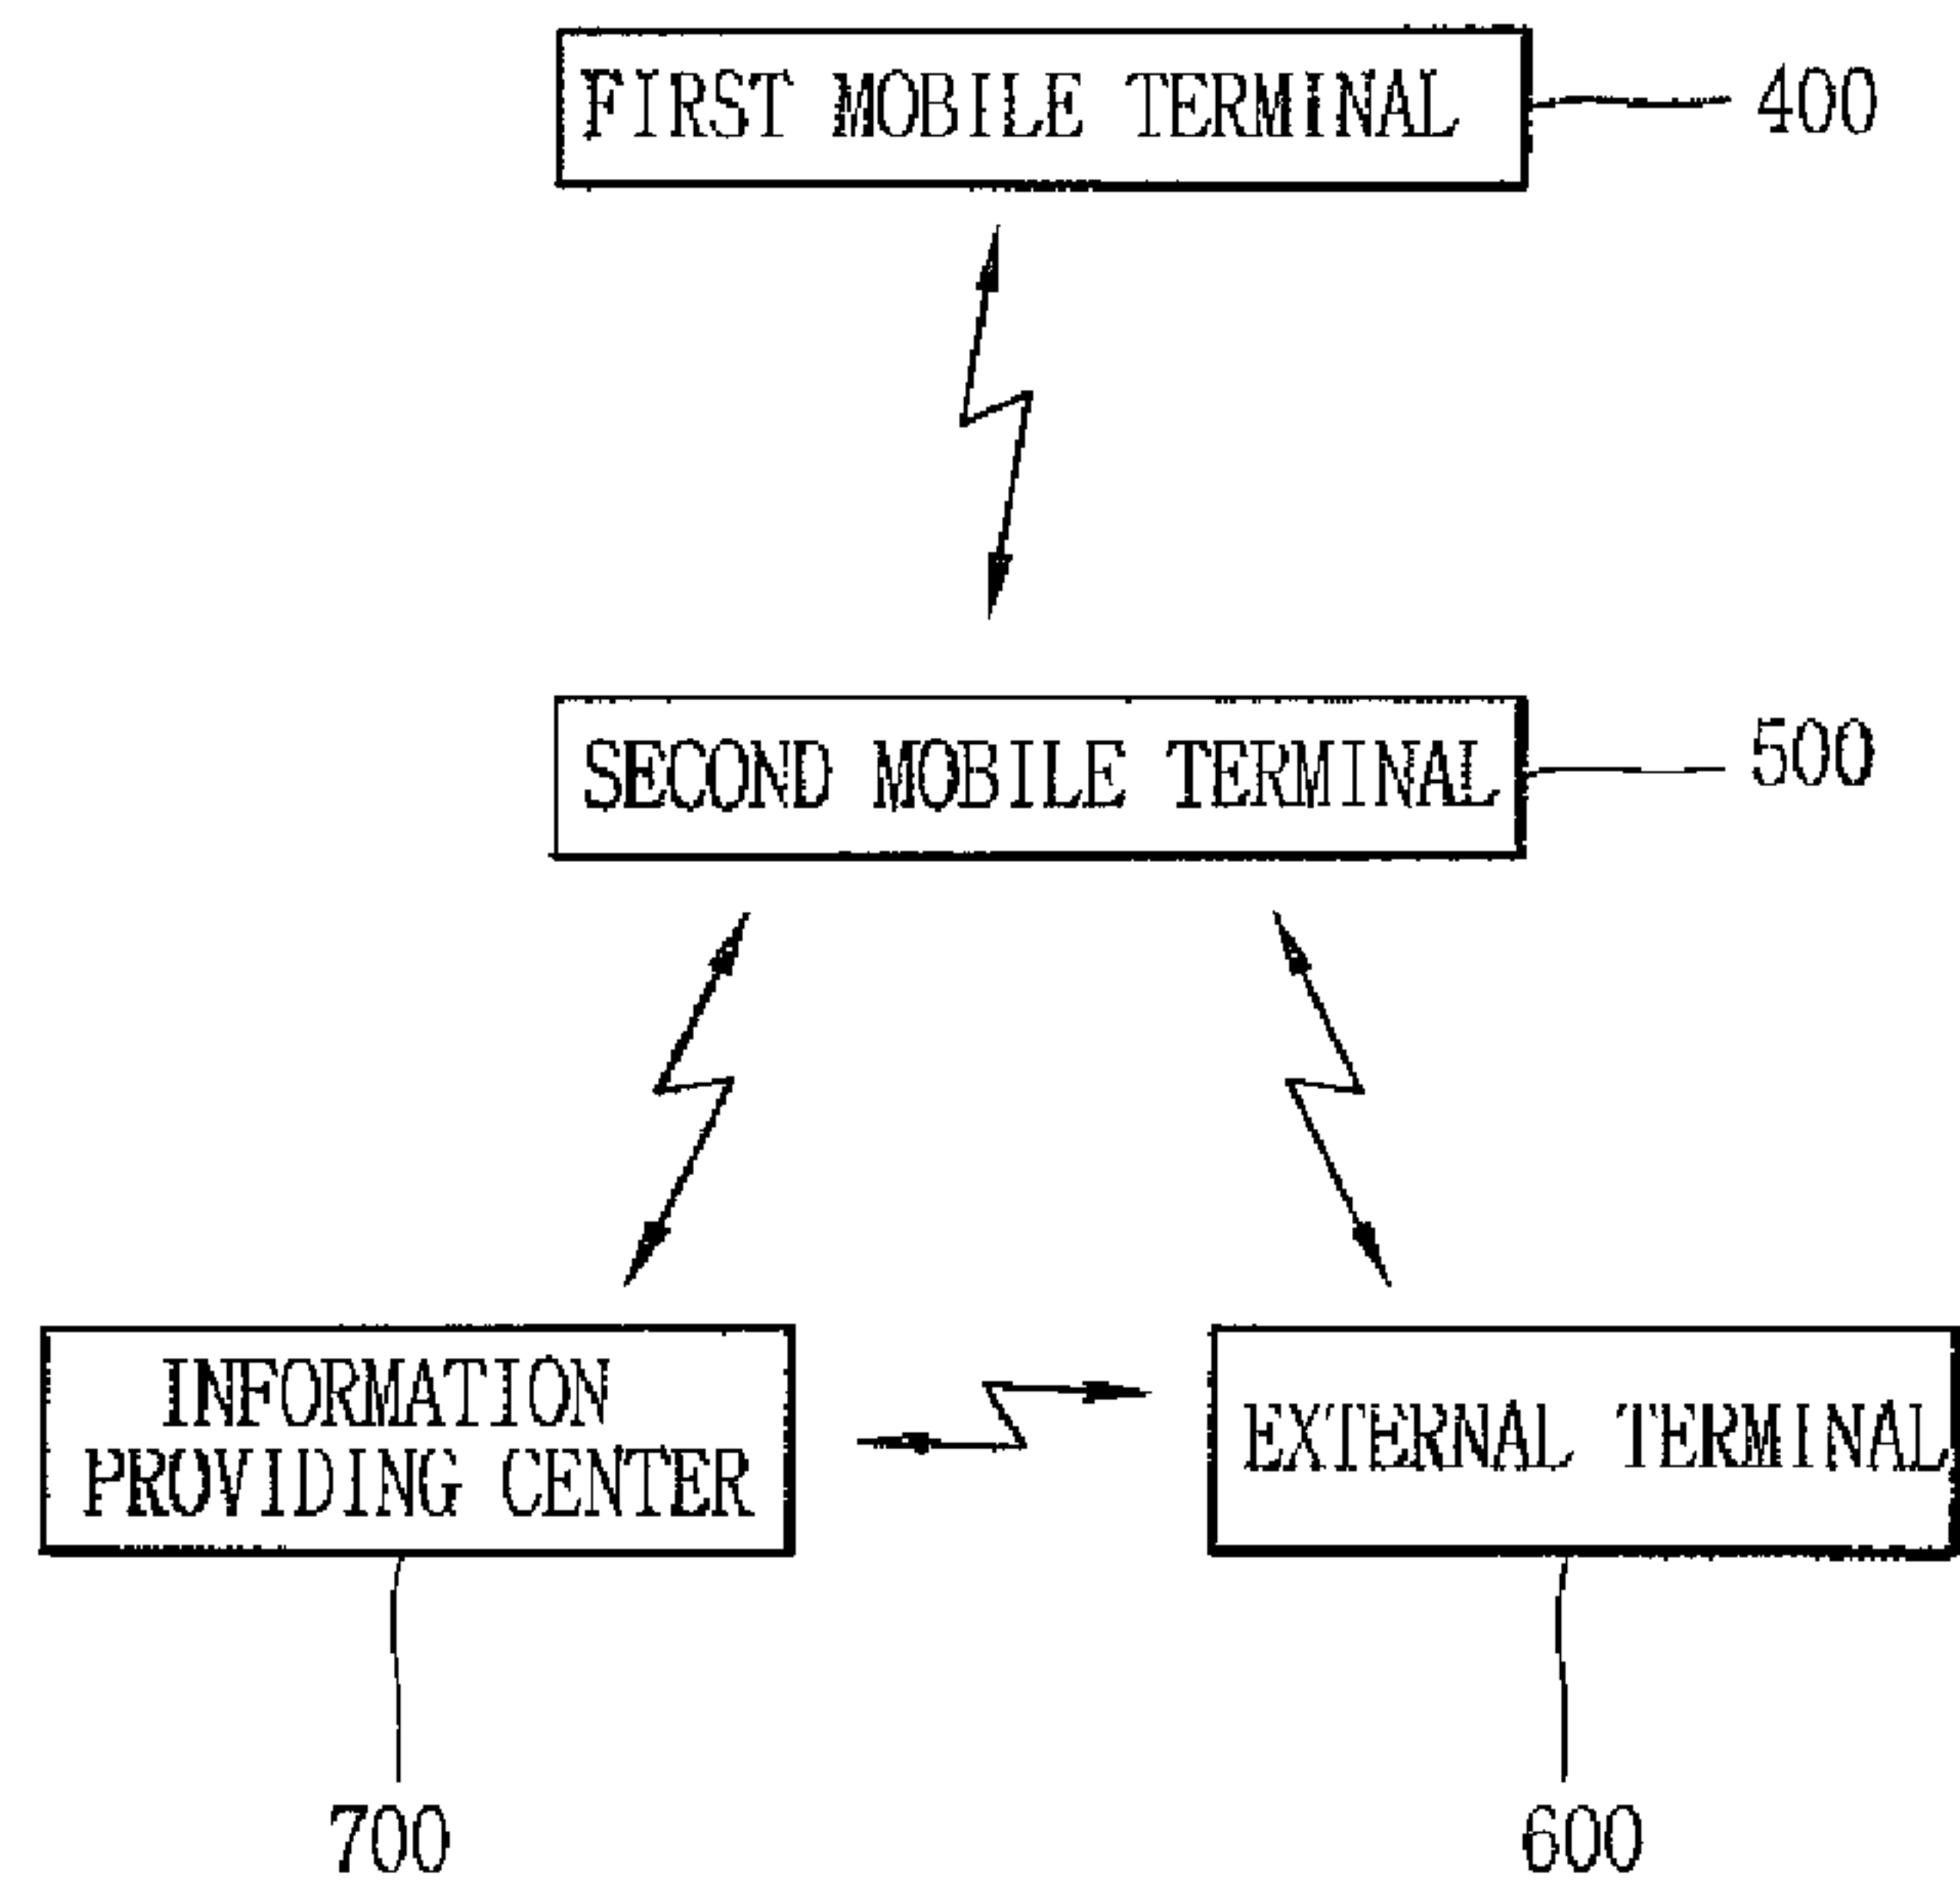 FIRST MOBILE TERMINAL
400
SECOND MOBILE TERMINAL
500
INFORMATION
PROVIDING CENTER
EXTERNAL TERMINAL
700
600